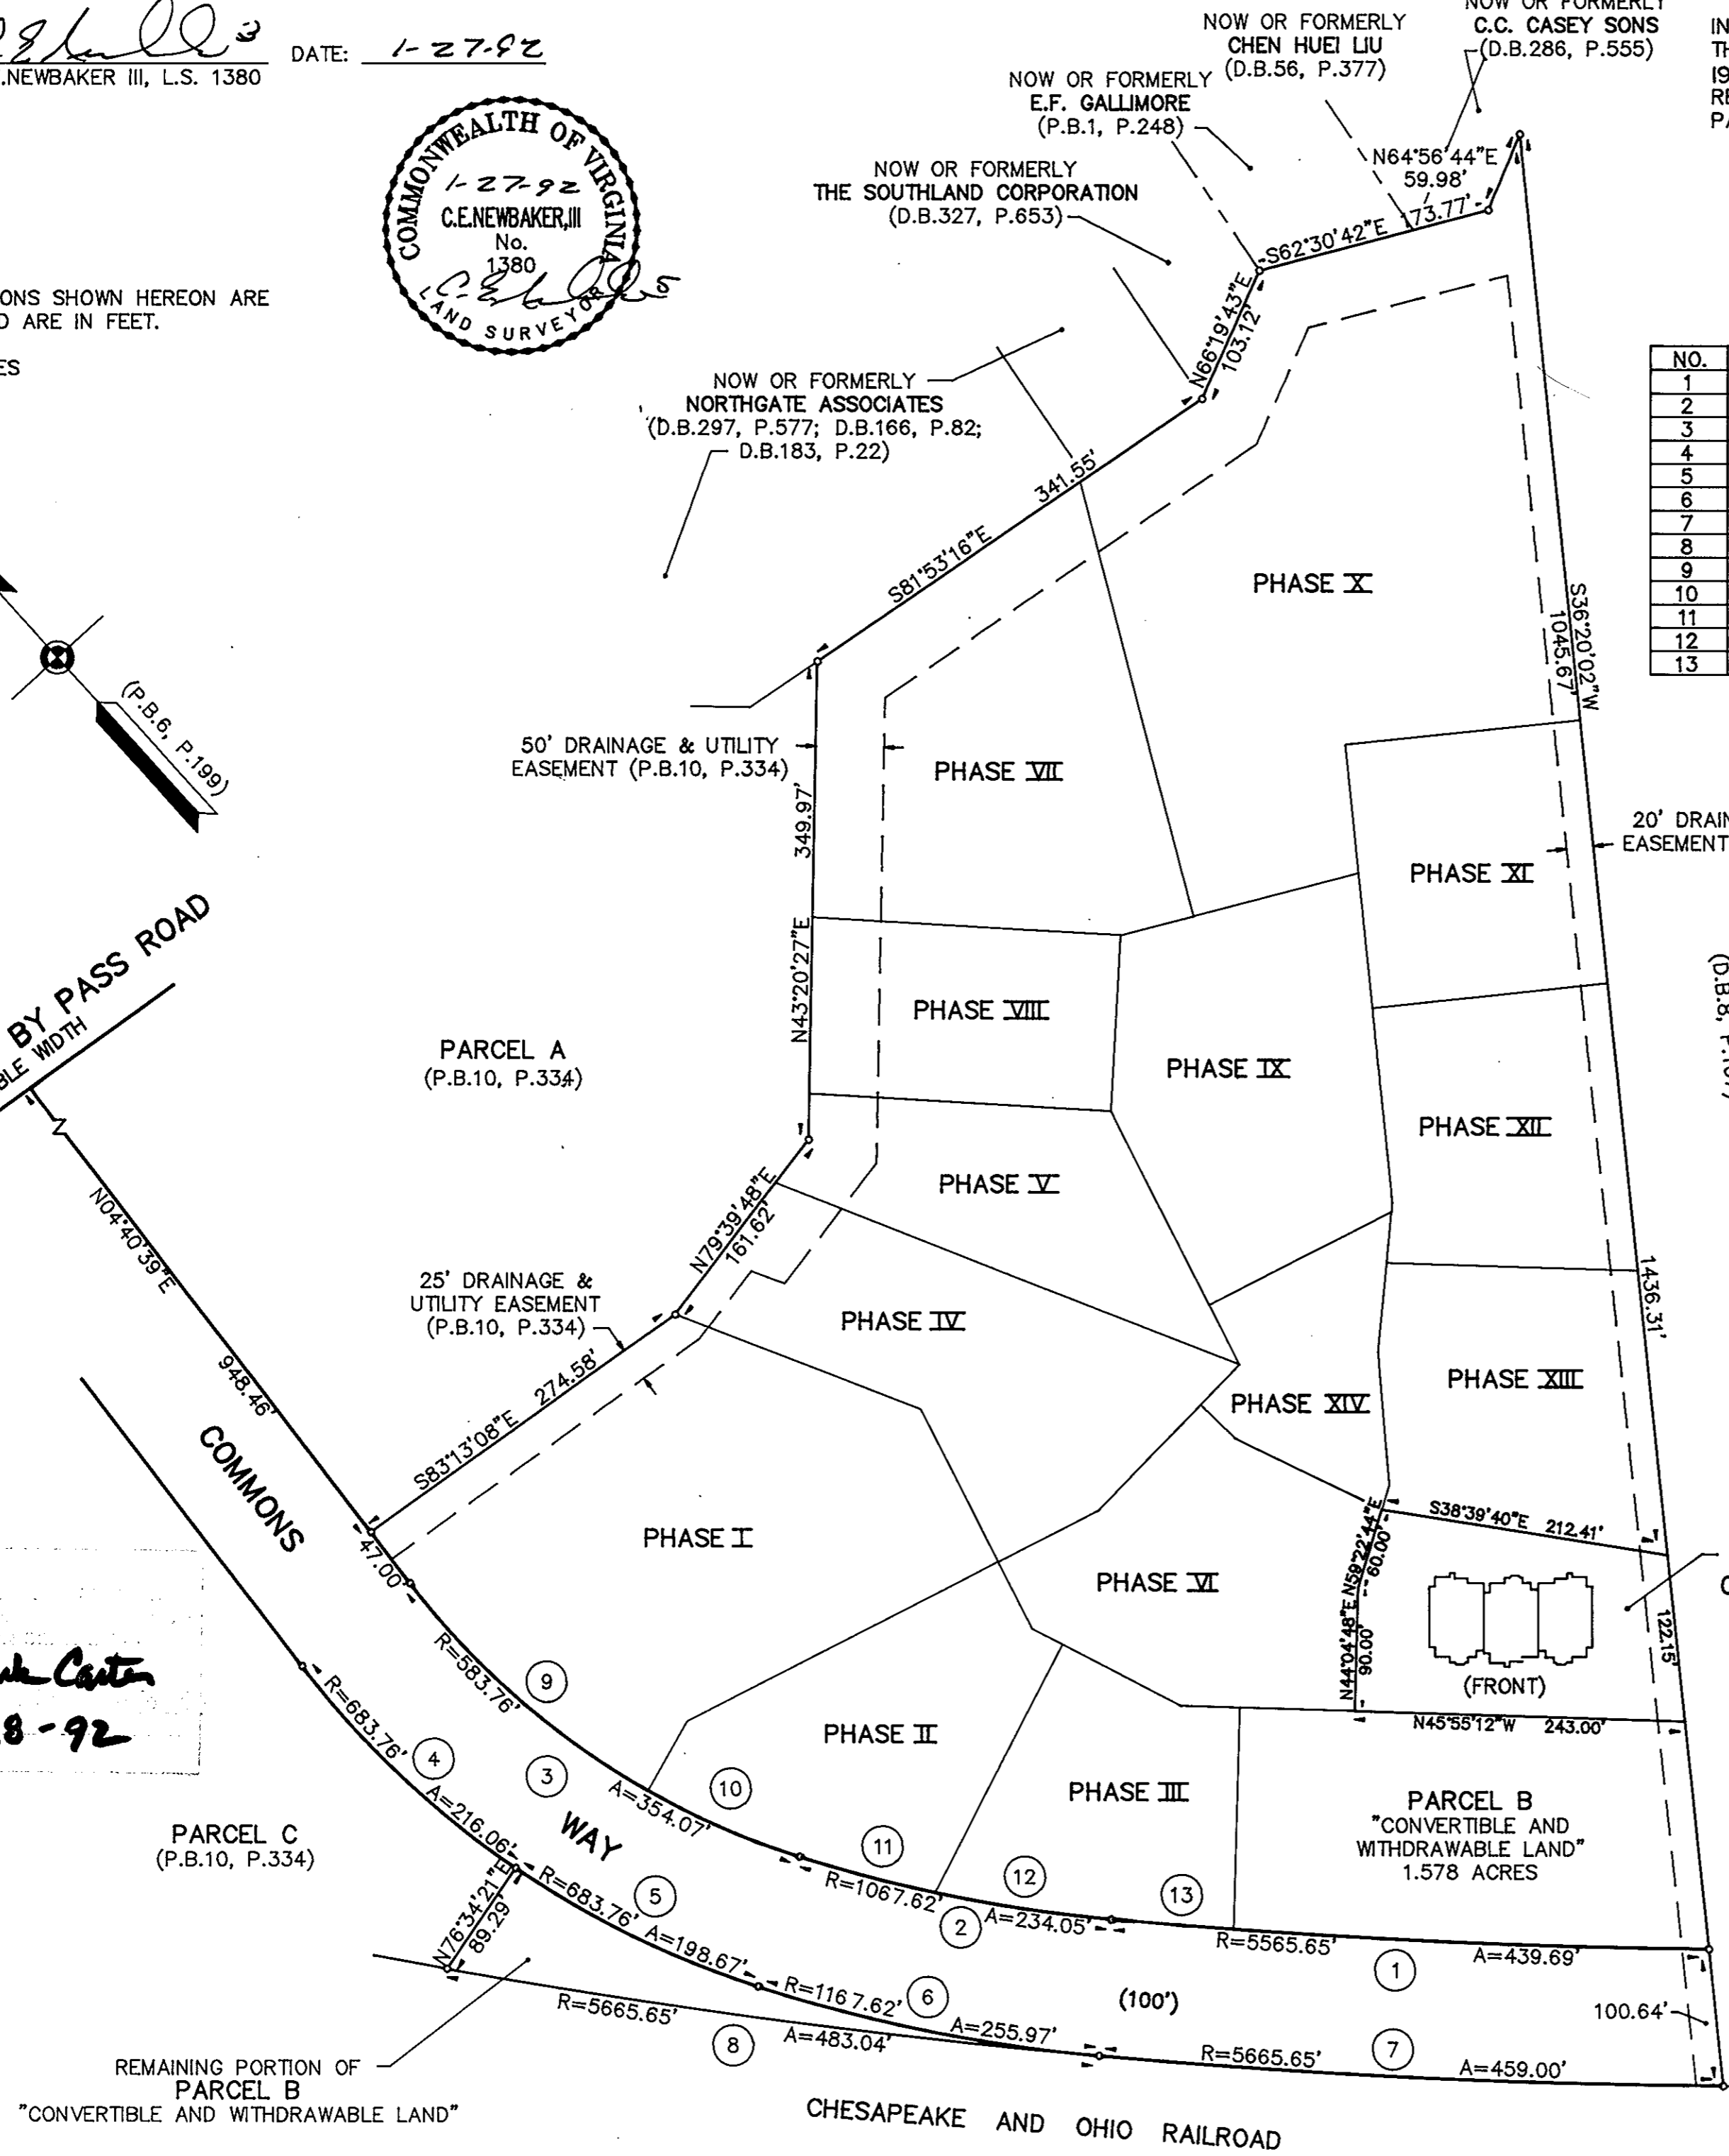 .NEWBAKER III, L.S. 1380
DATE: 1-27-92
COMMONWEALTH OF VIRGINIA
1-27-92
C.E.NEWBAKER,III
No.
1380
LAND SURVEYOR
ONS SHOWN HEREON ARE
D ARE IN FEET.
ES
NOW OR FORMERLY
C.C. CASEY SONS
(D.B.286, P.555)
NOW OR FORMERLY
CHEN HUEI LIU
(D.B.56, P.377)
NOW OR FORMERLY
E.F. GALLIMORE
(P.B.1, P.248)
NOW OR FORMERLY
THE SOUTHLAND CORPORATION
(D.B.327, P.653)
NOW OR FORMERLY
NORTHGATE ASSOCIATES
(D.B.297, P.577; D.B.166, P.82;
D.B.183, P.22)
IN
TH
19
RE
PA
N64°56'44"E
59.98'
S62°30'42"E 173.77'
N66°19'43"E
103.12'
341.55'
S81°53'16"E
NO.
1
2
3
4
5
6
7
8
9
10
11
12
13
PHASE X
S36°20'02"W
1045.67'
(P.B.6, P.199)
50' DRAINAGE & UTILITY
EASEMENT (P.B.10, P.334)
PHASE VII
349.97'
N43°20'27"E
20' DRAIN
EASEMENT
PHASE XI
BY PASS ROAD
BLE WIDTH
PHASE VIII
PARCEL A
(P.B.10, P.334)
PHASE IX
PHASE XII
PHASE V
N79°39'48"E
161.62'
N04°40'39"E
948.46'
25' DRAINAGE &
UTILITY EASEMENT
(P.B.10, P.334)
PHASE IV
1436.31'
S83°13'08"E 274.58'
PHASE XIV
PHASE XIII
COMMONS
47.00'
PHASE I
S38°39'40"E 212.41'
N59°22'44"E
60.00'
N44°04'48"E
90.00'
PHASE VI
122.15'
(FRONT)
N45°55'12"W 243.00'
Carter
8-92
R=583.76'
9
R=683.76'
4
3
A=354.07'
10
PHASE II
PHASE III
PARCEL B
"CONVERTIBLE AND
WITHDRAWABLE LAND"
1.578 ACRES
A=216.06'
WAY
PARCEL C
(P.B.10, P.334)
11
12
13
R=1067.62'
2
A=234.05'
R=5565.65'
A=439.69'
1
R=683.76'
5
A=198.67'
N76°34'21"E
89.29'
R=1167.62'
6
A=255.97'
(100')
100.64'
R=5665.65'
8
A=483.04'
R=5665.65'
7
A=459.00'
REMAINING PORTION OF
PARCEL B
"CONVERTIBLE AND WITHDRAWABLE LAND"
CHESAPEAKE AND OHIO RAILROAD